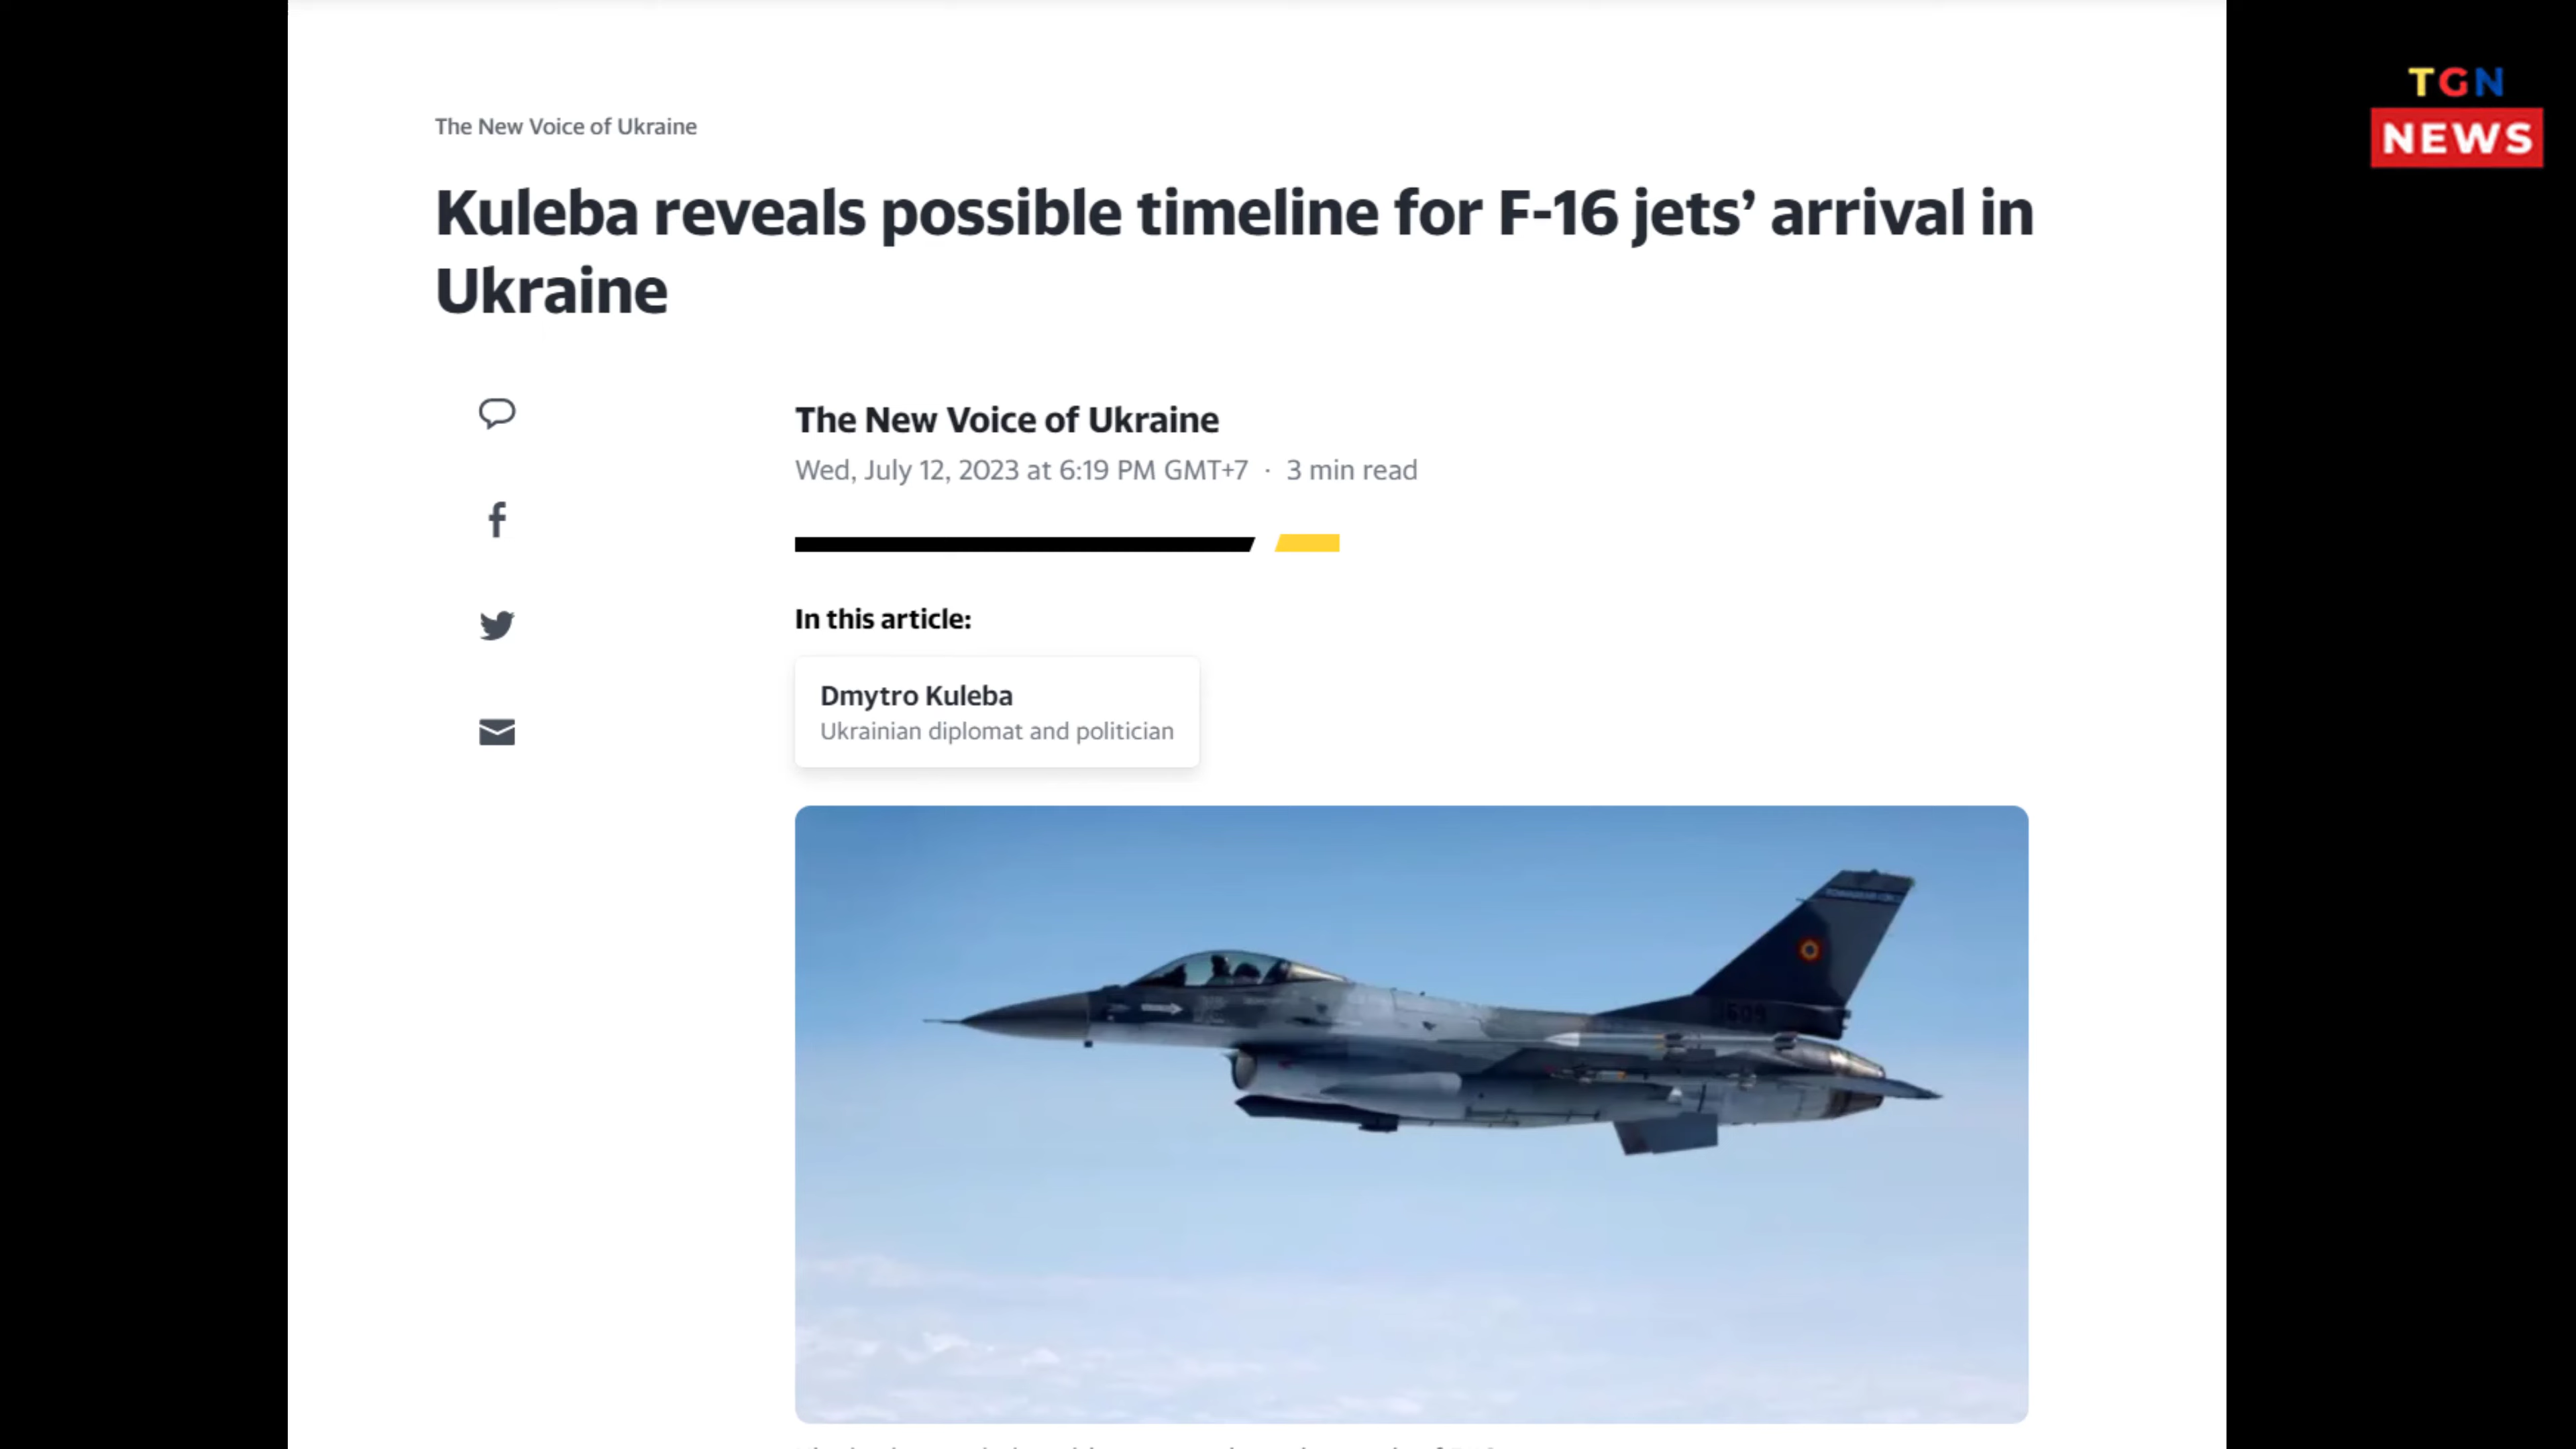 TGN
NEWS
The New Voice of Ukraine
Kuleba reveals possible timeline for F-16 jets’ arrival in
Ukraine
The New Voice of Ukraine
Wed, July 12, 2023 at 6:19 PM GMT+7 · 3 min read
In this article:
Dmytro Kuleba
Ukrainian diplomat and politician